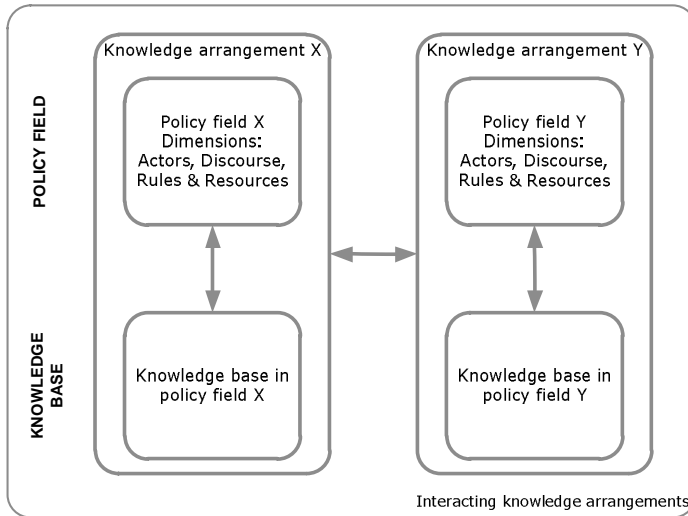 Knowledge arrangement X
Knowledge arrangement Y
POLICY FIELD
Policy field X
Dimensions:
Actors, Discourse,
Rules & Resources
Policy field Y
Dimensions:
Actors, Discourse,
Rules & Resources
KNOWLEDGE
BASE
Knowledge base in
policy field X
Knowledge base in
policy field Y
Interacting knowledge arrangements